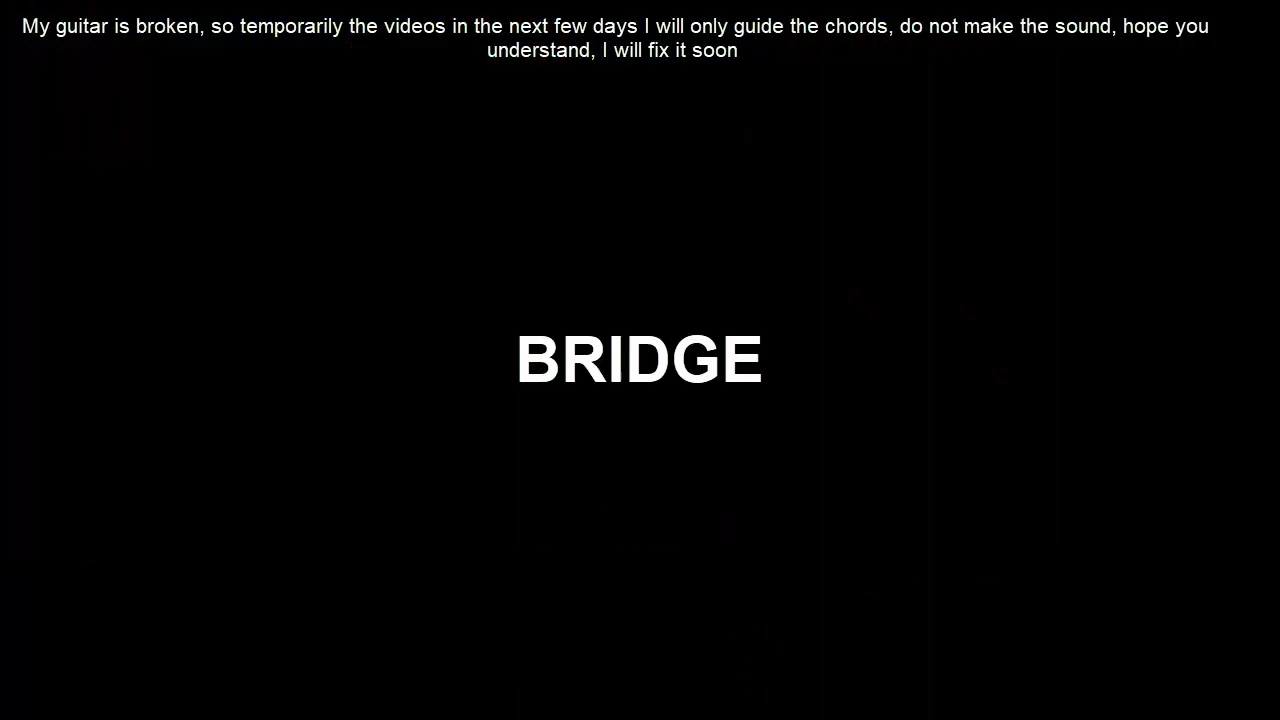 My guitar is broken, so temporarily the videos in the next few days I will only guide the chords, do not make the sound, hope you
understand, I will fix it soon
BRIDGE